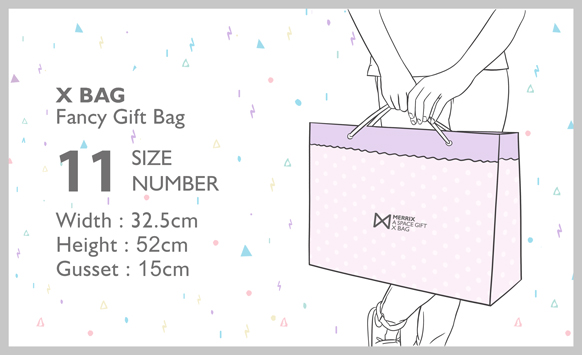 X BAG
Fancy Gift Bag
11 SIZE NUMBER
Width : 32.5cm
Height : 52cm
Gusset : 15cm
MERRIX
A SPACE GIFT
X BAG